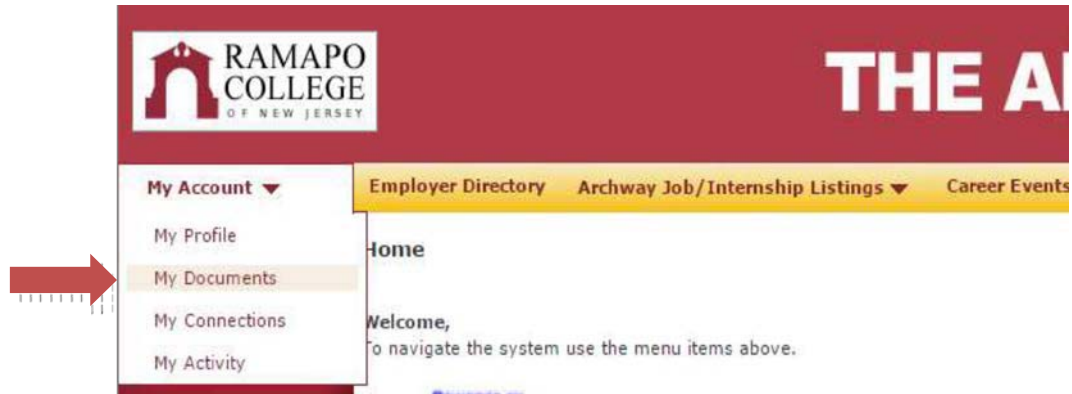 RAMAPO
COLLEGE
OF NEW JERSEY
THE
My Account
Employer Directory
Archway Job/Internship Listings
Career Events
My Profile
My Documents
My Connections
My Activity
Home
Welcome,
To navigate the system use the menu items above.